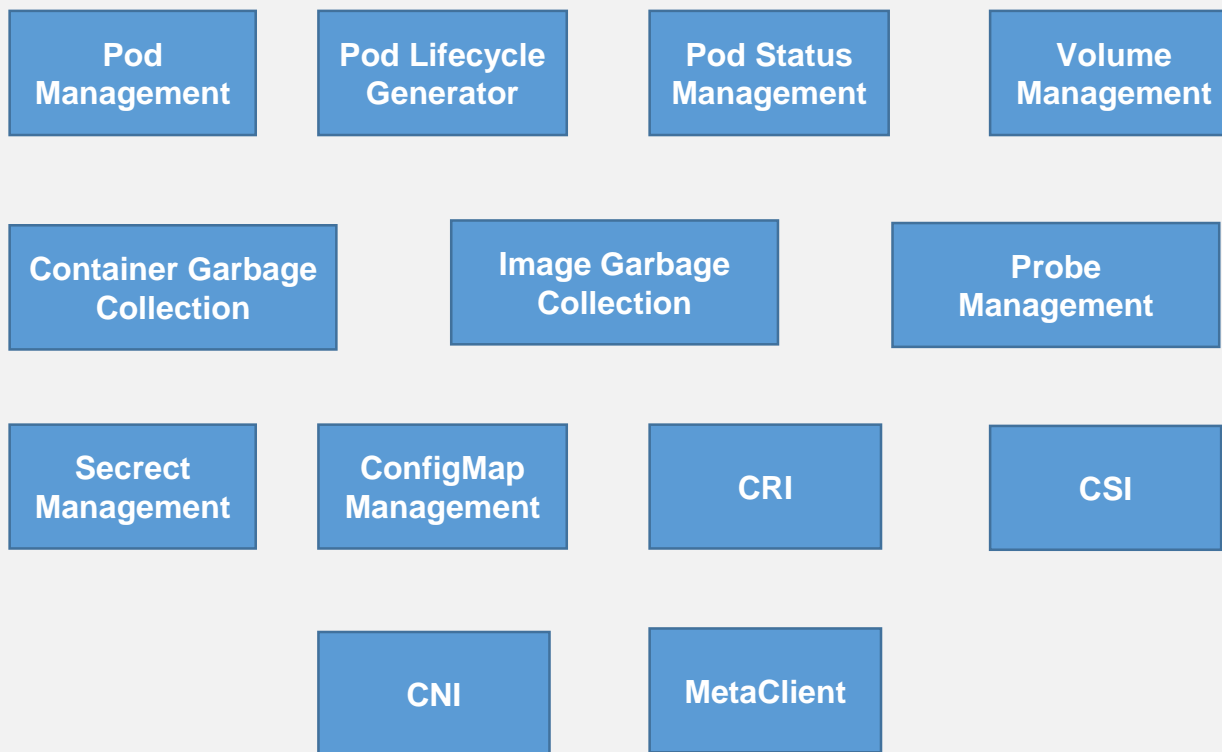 Pod
Management
Pod Lifecycle
Generator
Pod Status
Management
Volume
Management
Container Garbage
Collection
Image Garbage
Collection
Probe
Management
Secrect
Management
ConfigMap
Management
CRI
CSI
CNI
MetaClient